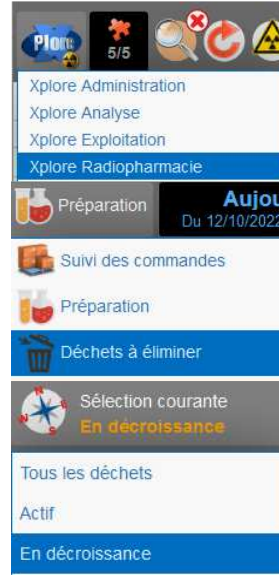 Plore
5/5
Xplore Administration
Xplore Analyse
Xplore Exploitation
Xplore Radiopharmacie
Préparation
Aujou
Du 12/10/2022
Suivi des commandes
Préparation
Déchets à éliminer
N
E
S
Sélection courante
En décroissance
Tous les déchets
Actif
En décroissance